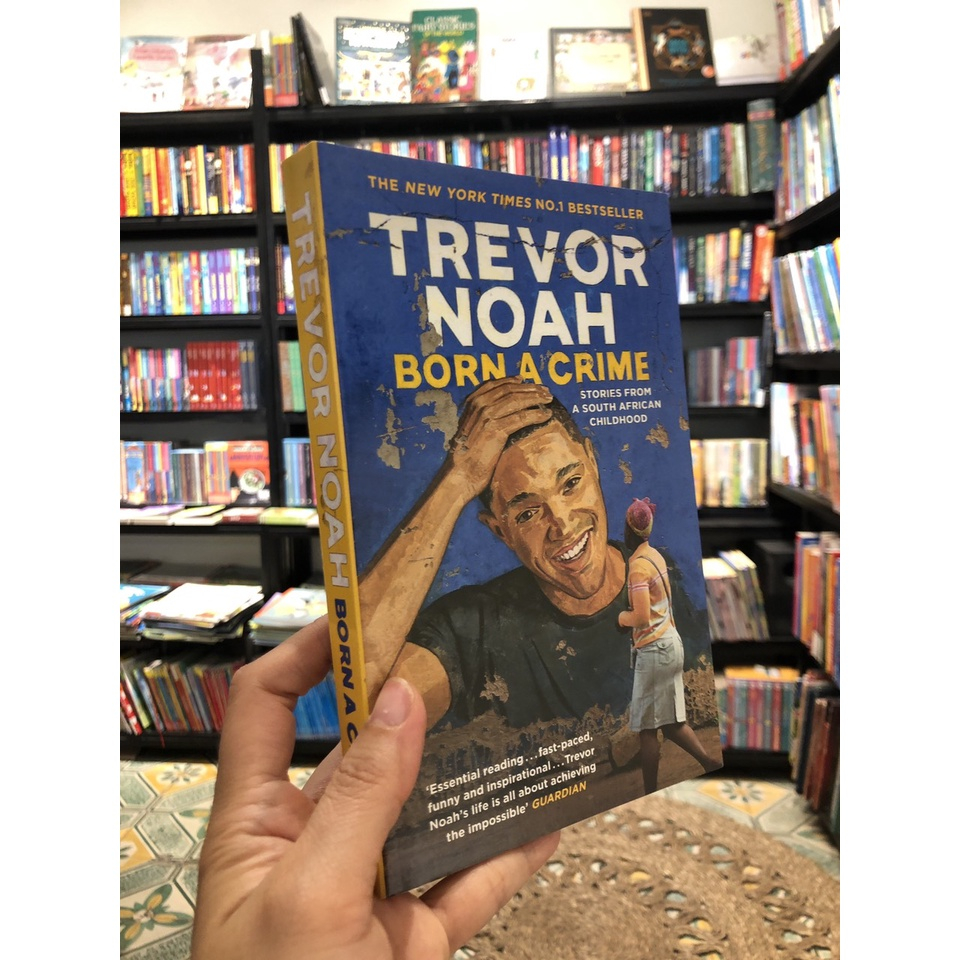 THE NEW YORK TIMES NO.1 BESTSELLER
TREVOR
NOAH
BORN A CRIME
STORIES FROM
A SOUTH AFRICAN
CHILDHOOD
'Essential reading...fast-paced,
funny and inspirational...Trevor
Noah's life is all about achieving
the impossible' GUARDIAN
TREVOR NOAH BORN A C